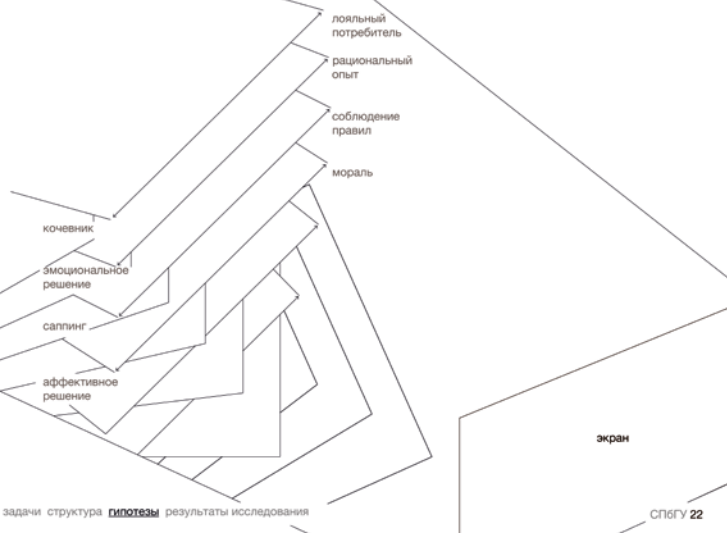 лояльный
потребитель
рациональный
опыт
соблюдение
правил
мораль
кочевник
эмоциональное
решение
саппинг
аффективное
решение
экран
задачи структура гипотезы результаты исследования
СПбГУ 22